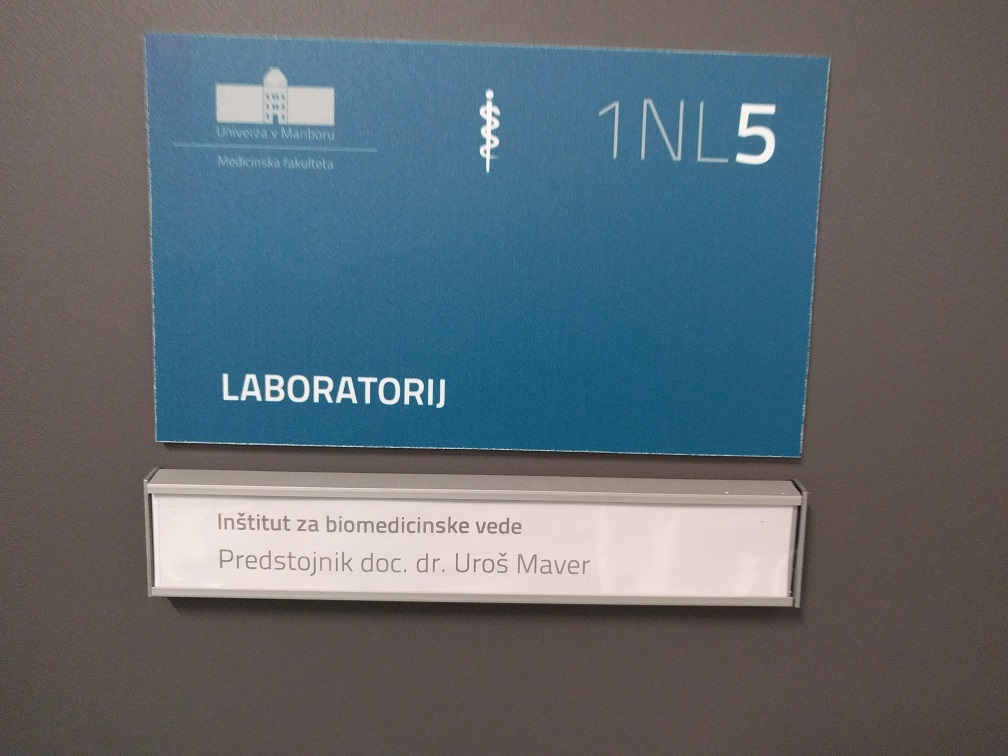 Univerza v Mariboru
Medicinska fakulteta
1NL5
LABORATORIJ
Inštitut za biomedicinske vede
Predstojnik doc. dr. Uroš Maver